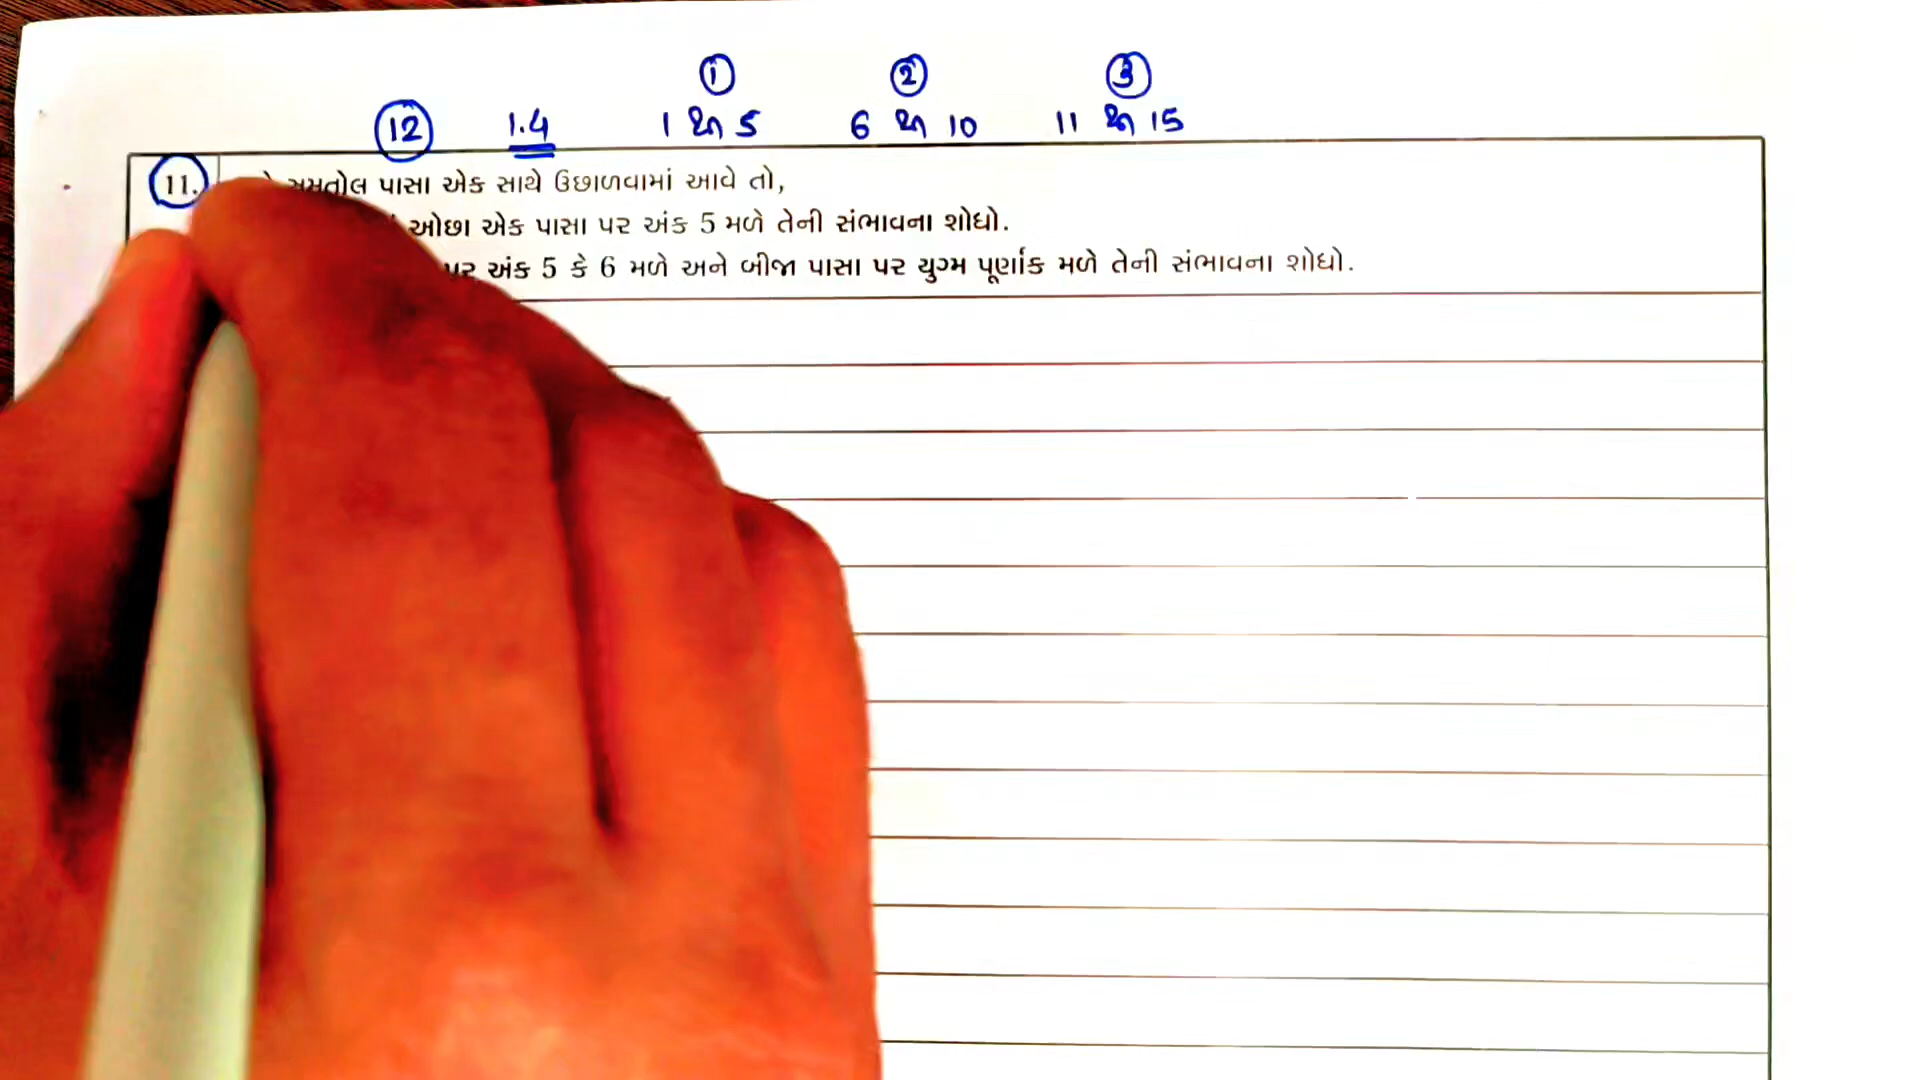 1 2 3
12 1.4 1 થી 5 6 થી 10 11 થી 15
11. સમતોલ પાસા એક સાથે ઉછાળવામાં આવે તો,
ઓછા એક પાસા પર અંક 5 મળે તેની સંભાવના શોધો.
પર અંક 5 કે 6 મળે અને બીજા પાસા પર યુગ્મ પૂર્ણાંક મળે તેની સંભાવના શોધો.